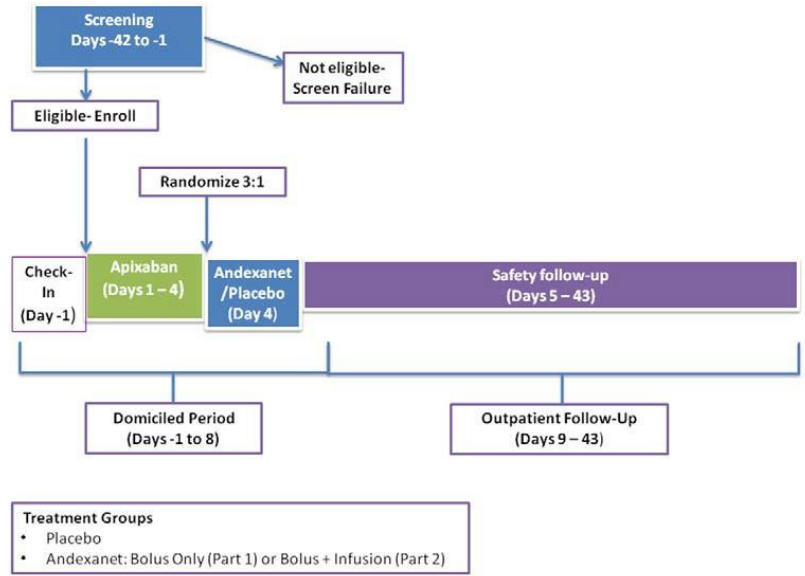 Screening
Days -42 to -1
Not eligible-
Screen Failure
Eligible- Enroll
Randomize 3:1
Check-
In
(Day -1)
Apixaban
(Days 1 – 4)
Andexanet
/Placebo
(Day 4)
Safety follow-up
(Days 5 – 43)
Domiciled Period
(Days -1 to 8)
Outpatient Follow-Up
(Days 9 – 43)
Treatment Groups
• Placebo
• Andexanet: Bolus Only (Part 1) or Bolus + Infusion (Part 2)